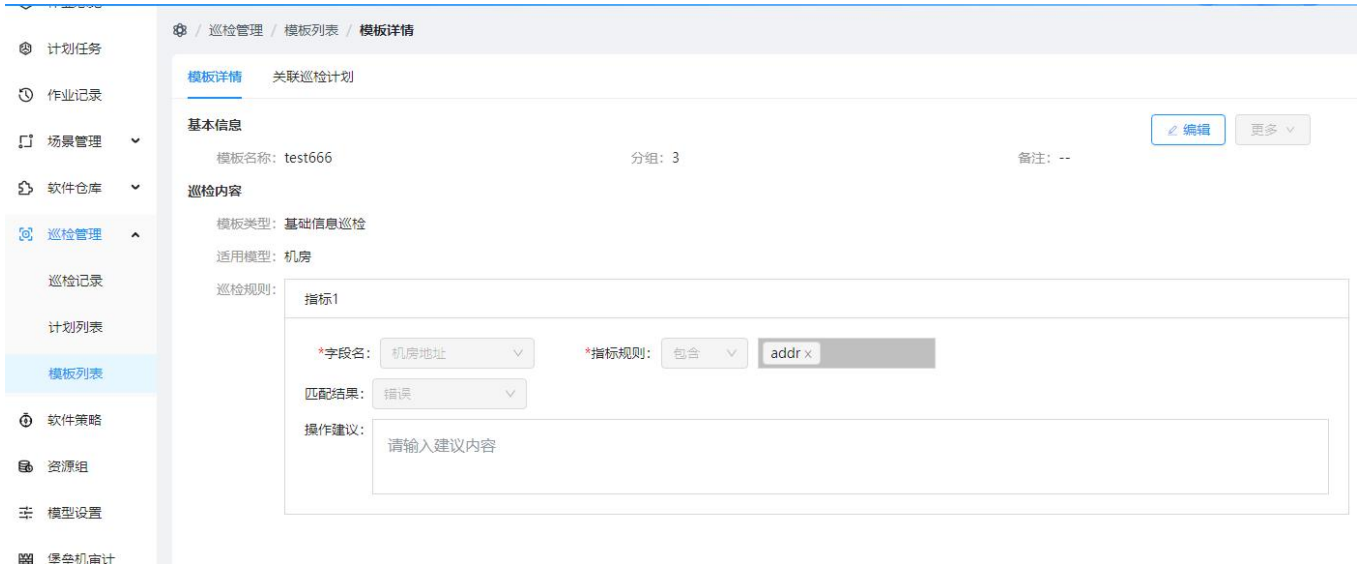 巡检管理 / 模板列表 / 模板详情
计划任务
作业记录
场景管理
软件仓库
巡检管理
巡检记录
计划列表
模板列表
软件策略
资源组
模型设置
堡垒机审计
模板详情 关联巡检计划
基本信息
编辑 更多
模板名称: test666 分组: 3 备注: --
巡检内容
模板类型: 基础信息巡检
适用模型: 机房
巡检规则:
指标1
*字段名: 机房地址 *指标规则: 包含 addr ×
匹配结果: 错误
操作建议: 请输入建议内容